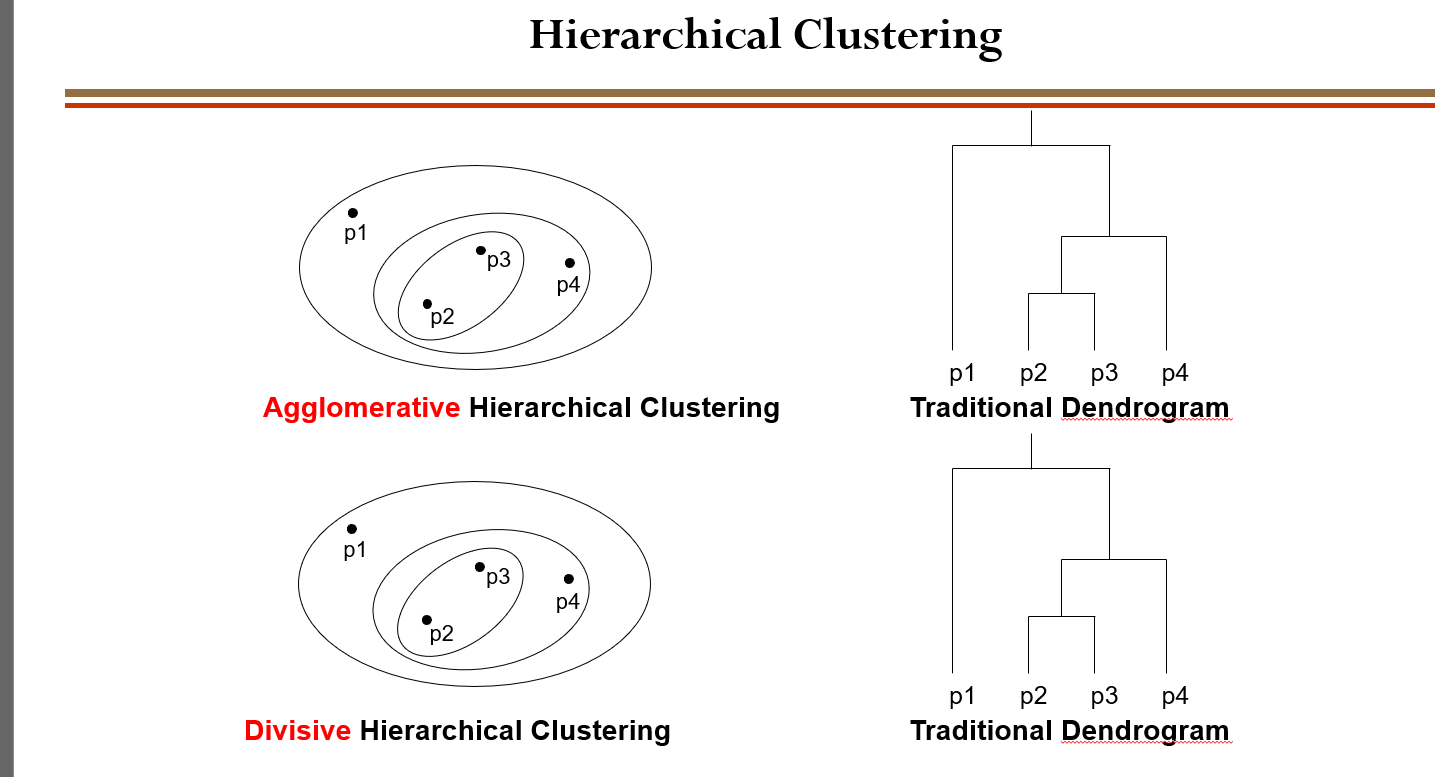 Hierarchical Clustering
p1
p3
p4
p2
p1 p2 p3 p4
Agglomerative Hierarchical Clustering
Traditional Dendrogram
p1
p3
p4
p2
p1 p2 p3 p4
Divisive Hierarchical Clustering
Traditional Dendrogram